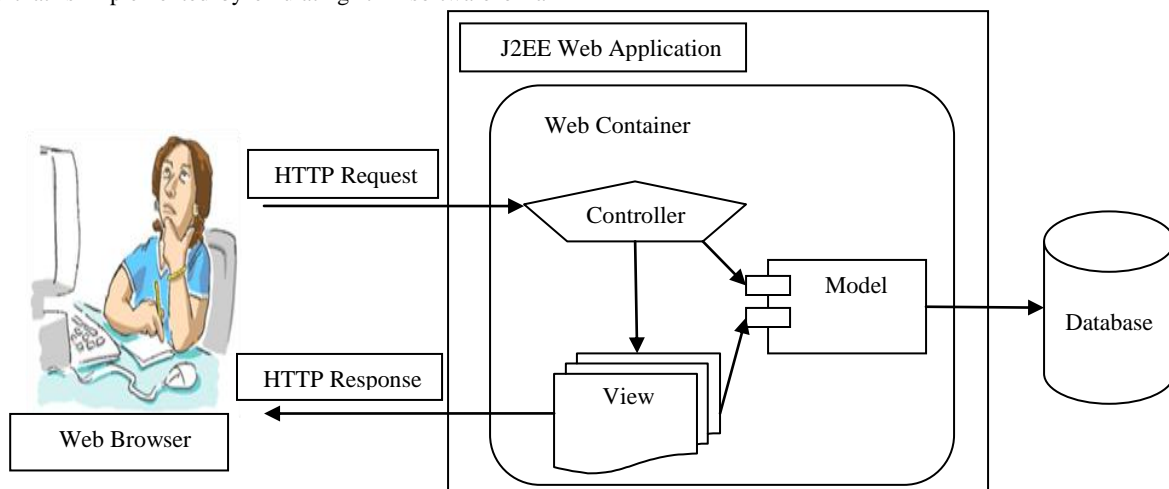 J2EE Web Application
Web Container
HTTP Request
Controller
Model
Database
HTTP Response
View
Web Browser